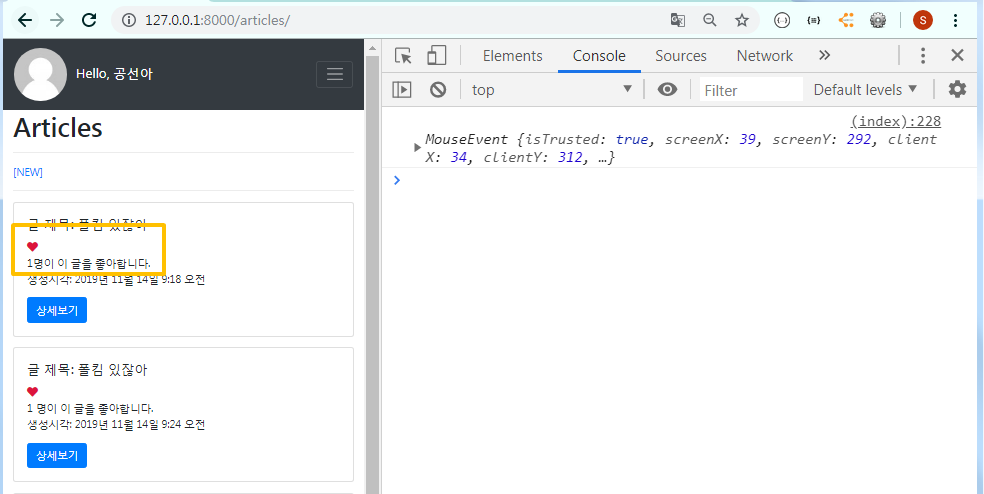 127.0.0.1:8000/articles/
S
Hello, 공선아
Articles
[NEW]
글 제목: 폴킴 있잖아
1명이 이 글을 좋아합니다.
생성시각: 2019년 11월 14일 9:18 오전
상세보기
글 제목: 폴킴 있잖아
1 명이 이 글을 좋아합니다.
생성시각: 2019년 11월 14일 9:24 오전
상세보기
Elements Console Sources Network
top Filter Default levels
(index):228
MouseEvent {isTrusted: true, screenX: 39, screenY: 292, client
X: 34, clientY: 312, …}